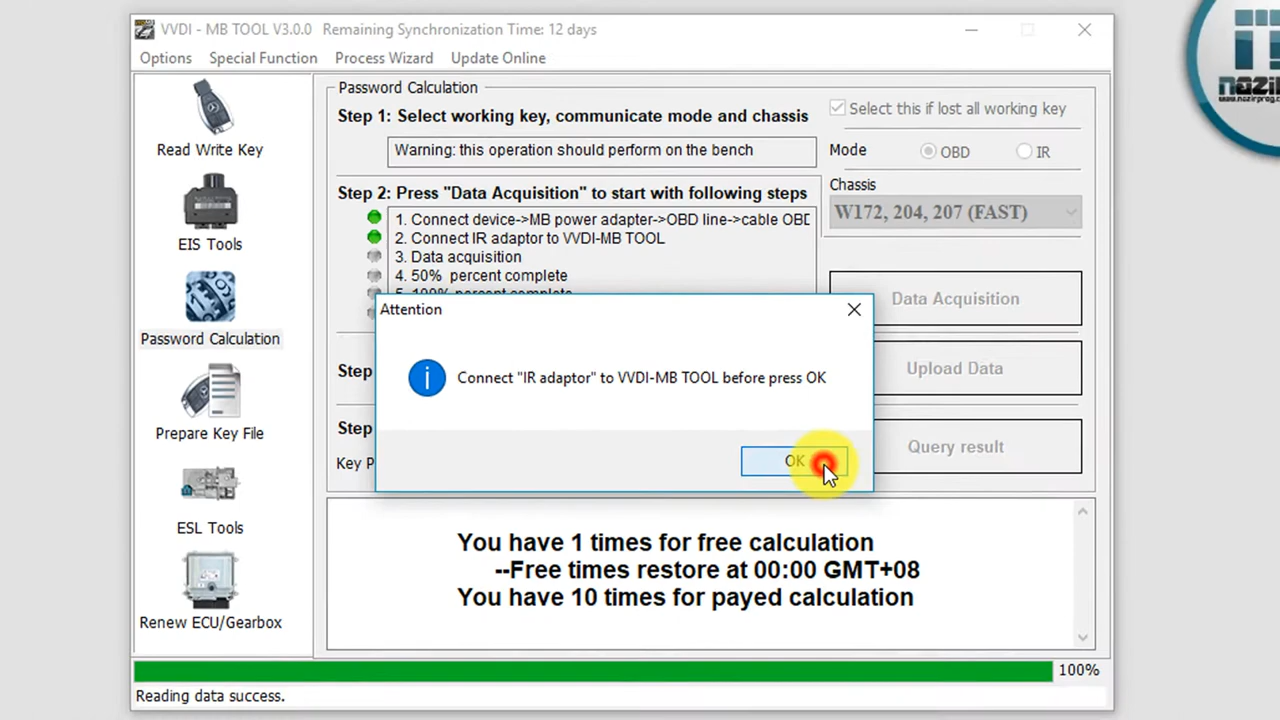 VVDI - MB TOOL V3.0.0 Remaining Synchronization Time: 12 days
Options Special Function Process Wizard Update Online
Read Write Key
EIS Tools
Password Calculation
Prepare Key File
ESL Tools
Renew ECU/Gearbox
Password Calculation
Step 1: Select working key, communicate mode and chassis
Warning: this operation should perform on the bench
Select this if lost all working key
Mode OBD IR
Chassis
W172, 204, 207 (FAST)
Step 2: Press "Data Acquisition" to start with following steps
1. Connect device->MB power adapter->OBD line->cable OBD
2. Connect IR adaptor to VVDI-MB TOOL
3. Data acquisition
4. 50% percent complete
5. 100% percent complete
Data Acquisition
Step
Upload Data
Step
Key P
Query result
Attention
Connect "IR adaptor" to VVDI-MB TOOL before press OK
OK
You have 1 times for free calculation
--Free times restore at 00:00 GMT+08
You have 10 times for payed calculation
100%
Reading data success.